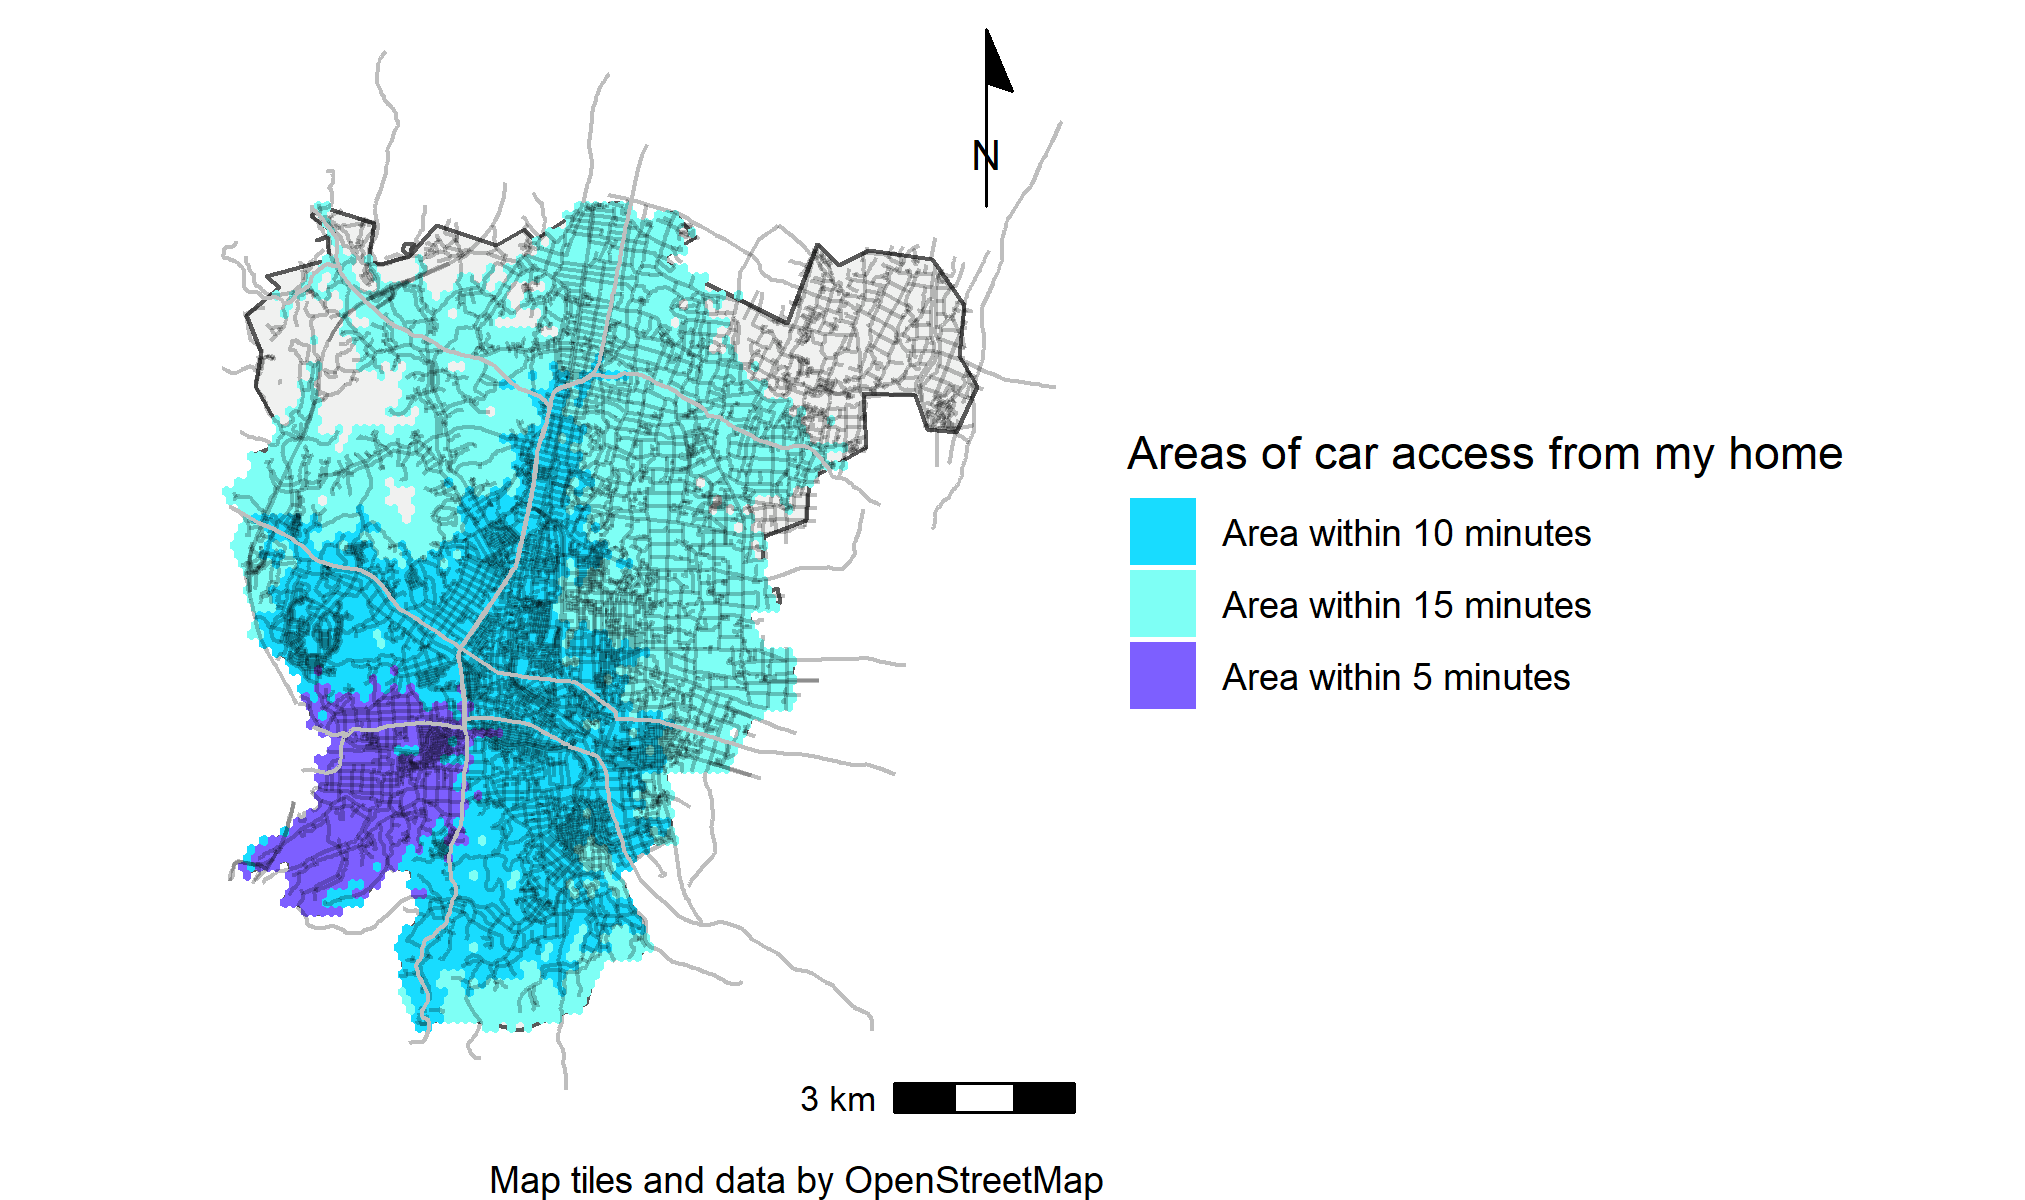 N
Areas of car access from my home
Area within 10 minutes
Area within 15 minutes
Area within 5 minutes
3 km
Map tiles and data by OpenStreetMap